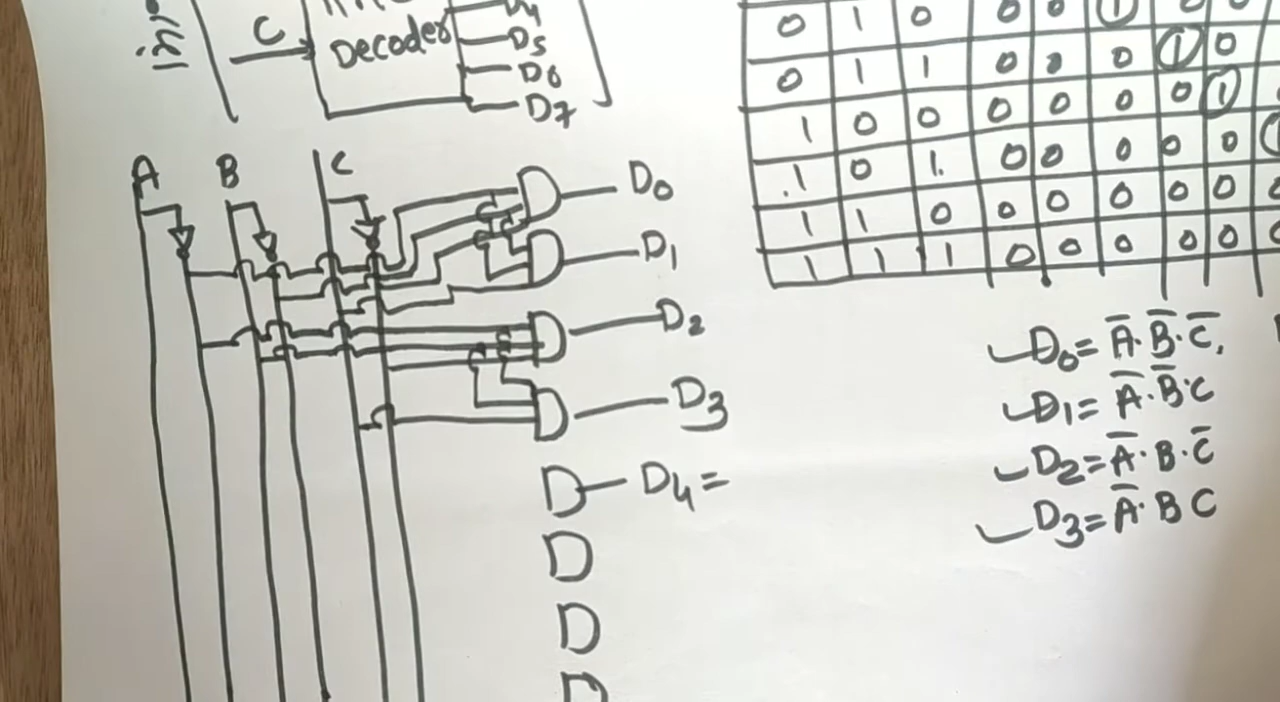 C
Decoder
D5
D6
D7
0 1 0 0 0 1
0 1 1 0 0 0 1 0
1 0 0 0 0 0 0 1
1 0 1 0 0 0 0 0
1 1 0 0 0 0 0 0
1 1 1 0 0 0 0 0
A B C
D0
D1
D2
D3
D4 =
D0 = A̅·B̅·C̅,
D1 = A̅·B̅·C
D2 = A̅·B·C̅
D3 = A̅·B C